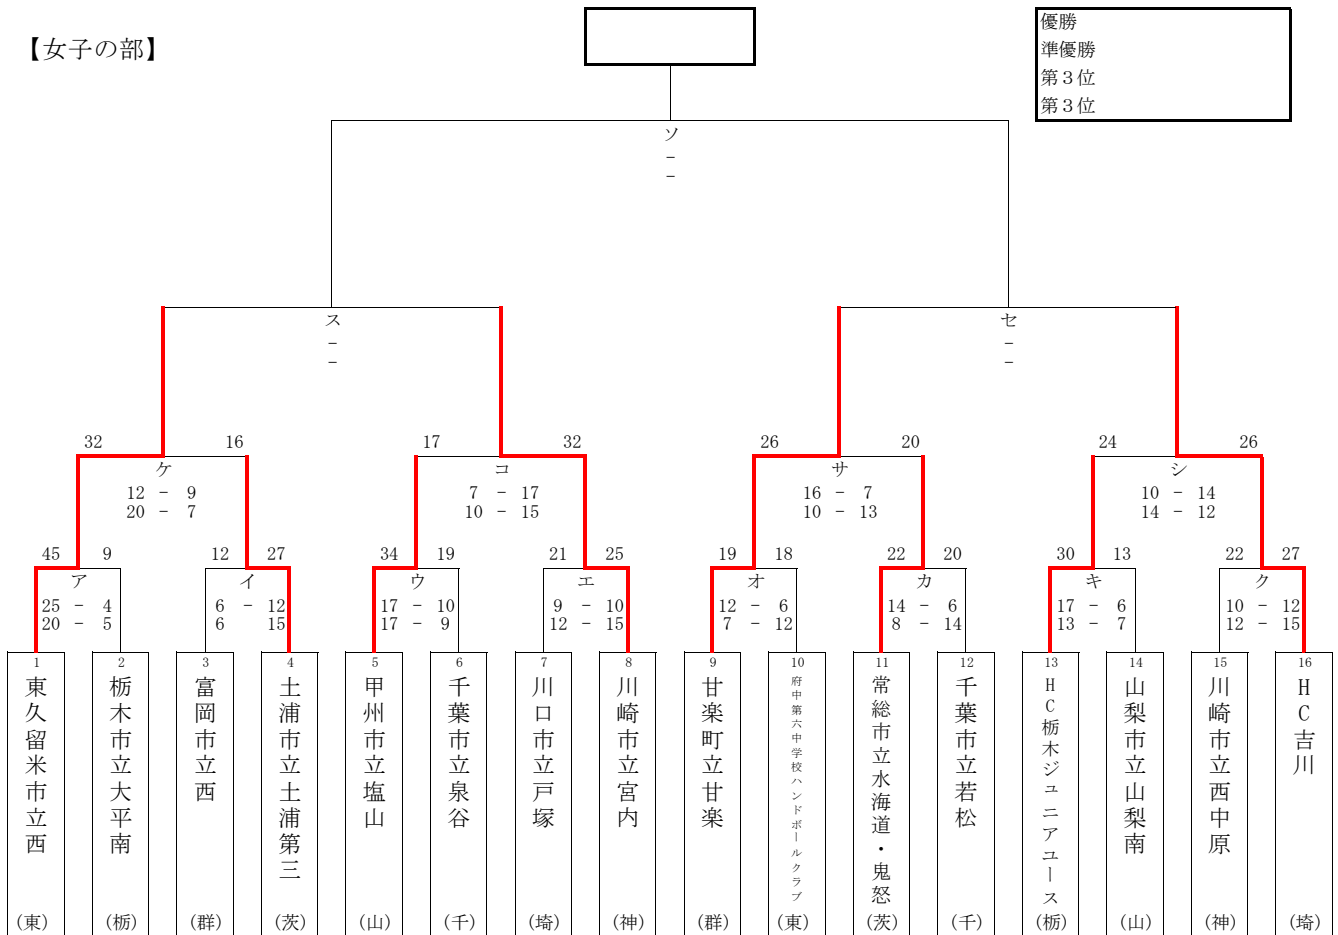 【女子の部】
優勝
準優勝
第３位
第３位
ソ
-
-
ス
-
-
セ
-
-
32 16 17 32 26 20 24 26
ケ コ サ シ
12 - 9 7 - 17 16 - 7 10 - 14
20 - 7 10 - 15 10 - 13 14 - 12
45 9 12 27 34 19 21 25 19 18 22 20 30 13 22 27
ア イ ウ エ オ カ キ ク
25 - 4 6 - 12 17 - 10 9 - 10 12 - 6 14 - 6 17 - 6 10 - 12
20 - 5 6 15 17 - 9 12 - 15 7 - 12 8 - 14 13 - 7 12 - 15
1 2 3 4 5 6 7 8 9 10 11 12 13 14 15 16
東久留米市立西
栃木市立大平南
富岡市立西
土浦市立土浦第三
甲州市立塩山
千葉市立泉谷
川口市立戸塚
川崎市立宮内
甘楽町立甘楽
府中第六中学校ハンドボールクラブ
常総市立水海道・鬼怒
千葉市立若松
HC栃木ジュニアユース
山梨市立山梨南
川崎市立西中原
HC吉川
(東) (栃) (群) (茨) (山) (千) (埼) (神) (群) (東) (茨) (千) (栃) (山) (神) (埼)